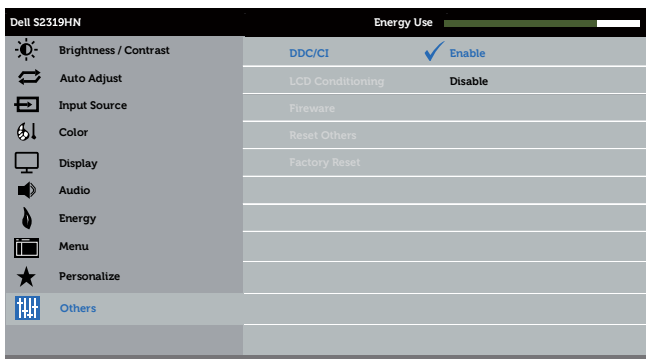 Dell S2319HN Energy Use
Brightness / Contrast DDC/CI Enable
Auto Adjust LCD Conditioning Disable
Input Source Fireware
Color Reset Others
Display Factory Reset
Audio
Energy
Menu
Personalize
Others